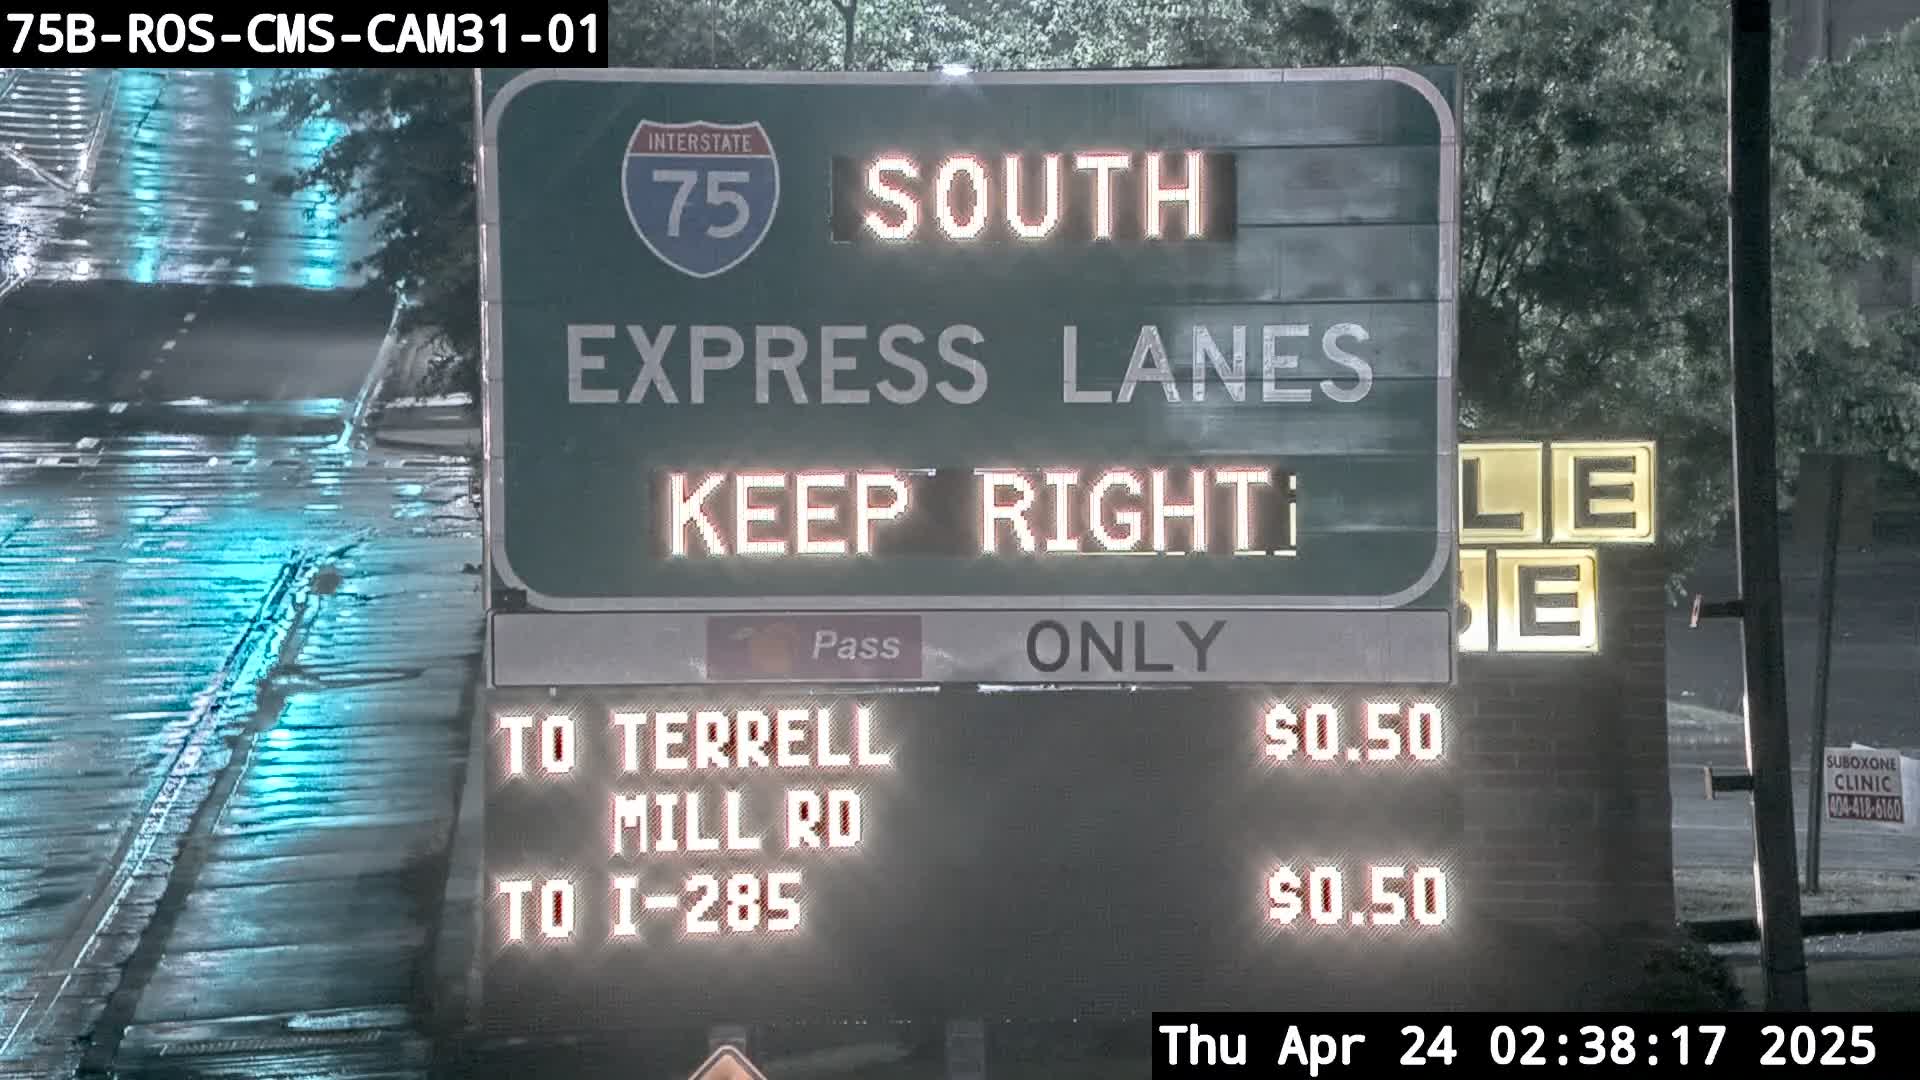 75B-ROS-CMS-CAM31-01
INTERSTATE
75
SOUTH
EXPRESS LANES
KEEP RIGHT
LE
E
Pass ONLY
TO TERRELL $0.50
MILL RD
TO I-285 $0.50
SUBOXONE
CLINIC
404-418-6160
Thu Apr 24 02:38:17 2025